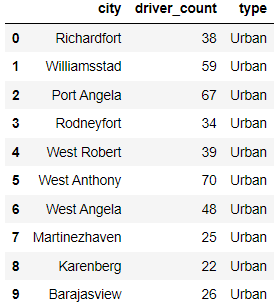 city driver_count type
0 Richardfort 38 Urban
1 Williamsstad 59 Urban
2 Port Angela 67 Urban
3 Rodneyfort 34 Urban
4 West Robert 39 Urban
5 West Anthony 70 Urban
6 West Angela 48 Urban
7 Martinezhaven 25 Urban
8 Karenberg 22 Urban
9 Barajasview 26 Urban